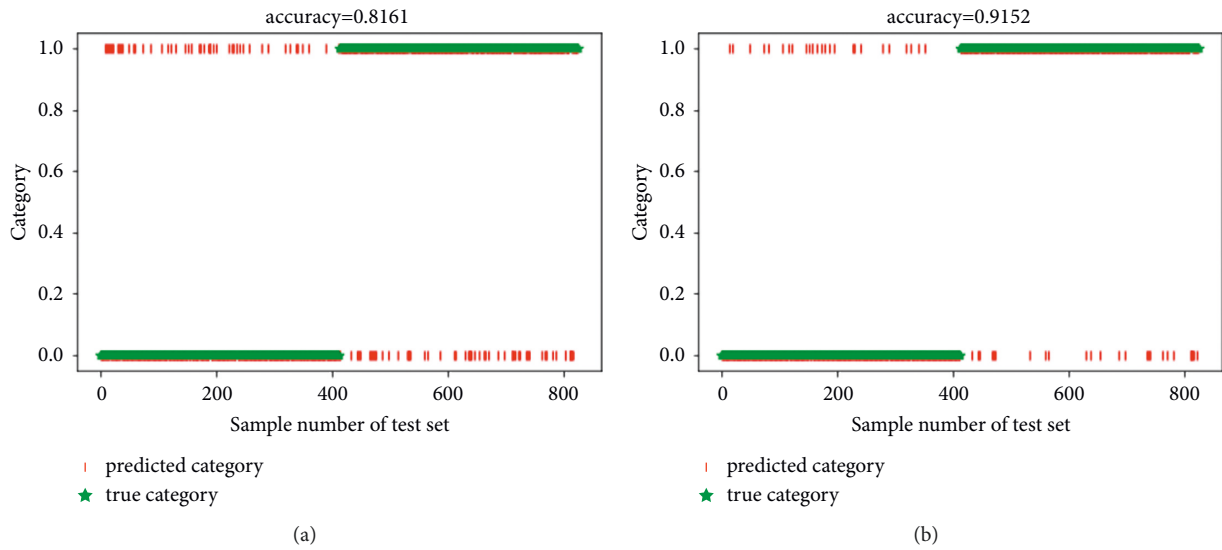 accuracy=0.8161
1.0
0.8
0.6
0.4
0.2
0.0
Category
0 200 400 600 800
Sample number of test set
predicted category
true category
(a)
accuracy=0.9152
1.0
0.8
0.6
0.4
0.2
0.0
Category
0 200 400 600 800
Sample number of test set
predicted category
true category
(b)